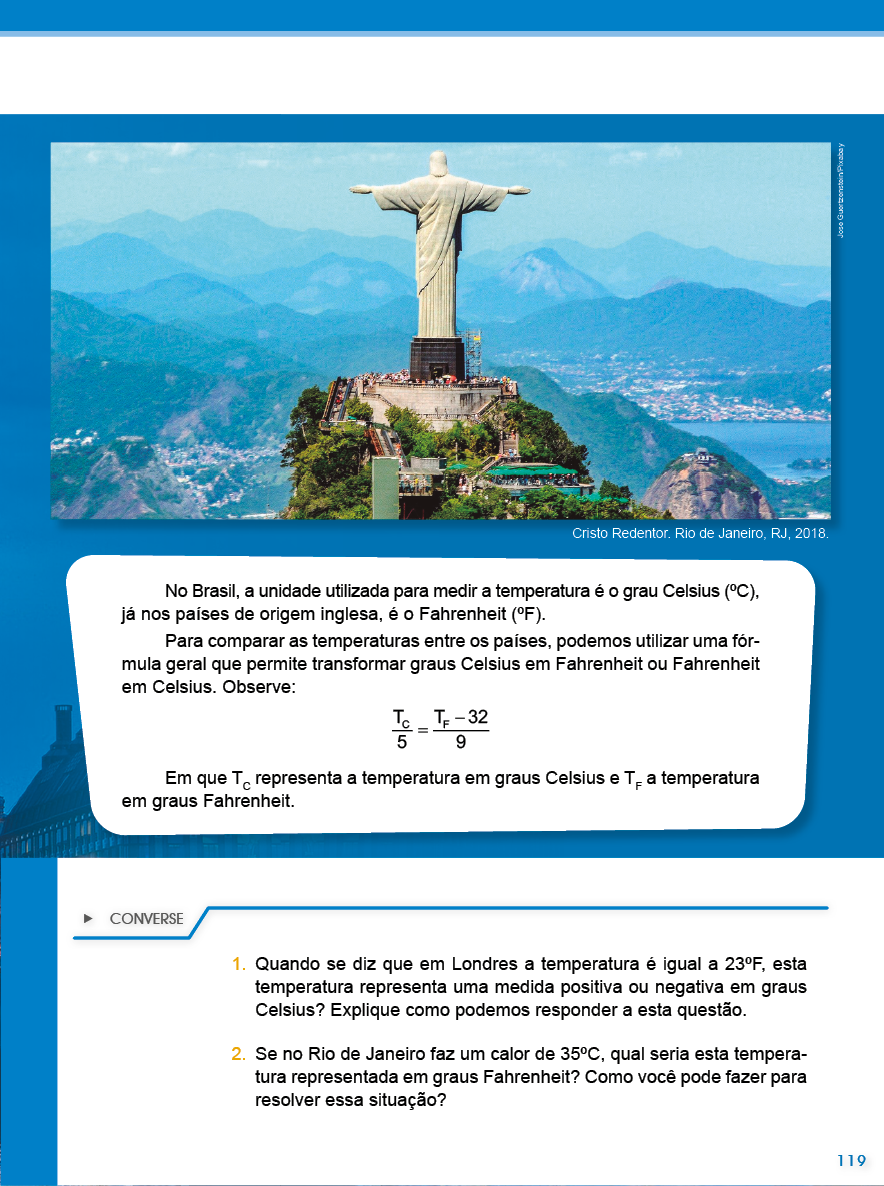 Jose Guertzenstein/Pixabay
Cristo Redentor. Rio de Janeiro, RJ, 2018.
No Brasil, a unidade utilizada para medir a temperatura é o grau Celsius (ºC),
já nos países de origem inglesa, é o Fahrenheit (ºF).
Para comparar as temperaturas entre os países, podemos utilizar uma fór-
mula geral que permite transformar graus Celsius em Fahrenheit ou Fahrenheit
em Celsius. Observe:
T_C/5 = (T_F − 32)/9
Em que T_C representa a temperatura em graus Celsius e T_F a temperatura
em graus Fahrenheit.
▶ CONVERSE
1. Quando se diz que em Londres a temperatura é igual a 23ºF, esta
temperatura representa uma medida positiva ou negativa em graus
Celsius? Explique como podemos responder a esta questão.
2. Se no Rio de Janeiro faz um calor de 35ºC, qual seria esta tempera-
tura representada em graus Fahrenheit? Como você pode fazer para
resolver essa situação?
119